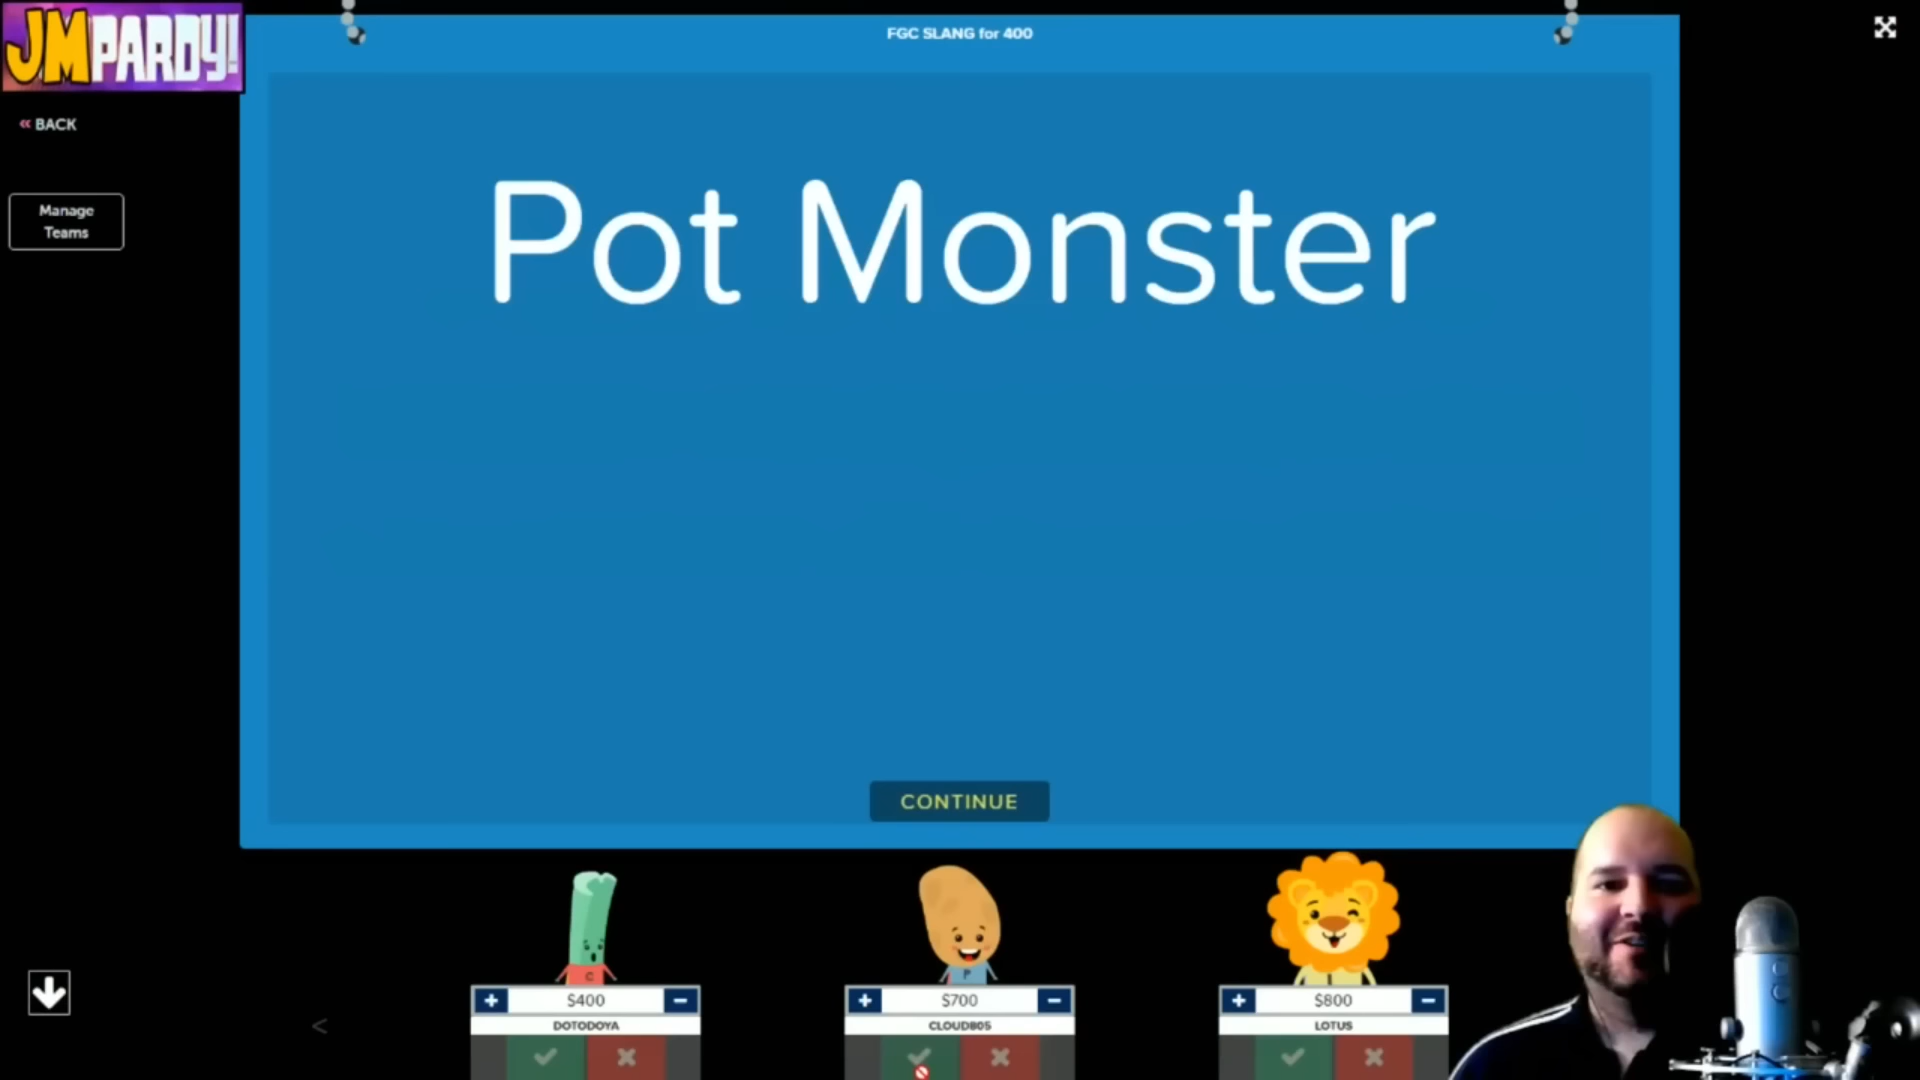 JMPARDY!
FGC SLANG for 400
« BACK
Manage
Teams
Pot Monster
CONTINUE
C
P
+ $400 −
+ $700 −
+ $800 −
DOTODOYA
CLOUD805
LOTUS
<